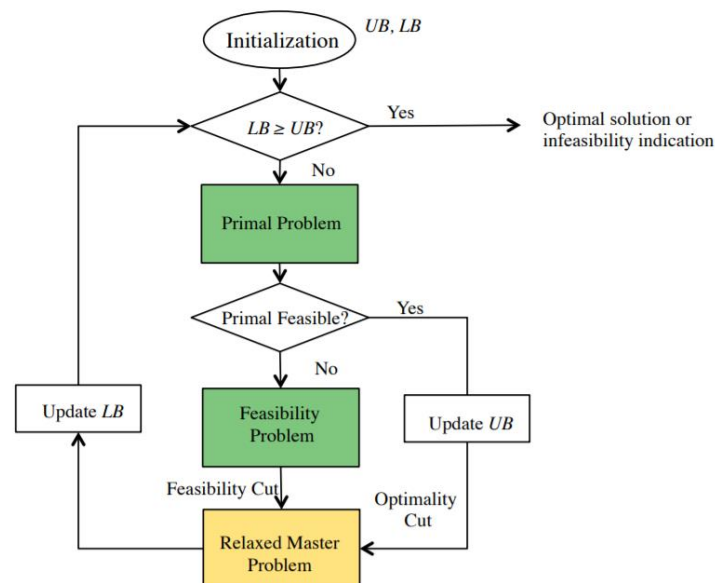 Initialization
UB, LB
LB ≥ UB?
Yes
Optimal solution or
infeasibility indication
No
Primal Problem
Primal Feasible?
Yes
No
Update LB
Feasibility
Problem
Update UB
Feasibility Cut
Optimality
Cut
Relaxed Master
Problem